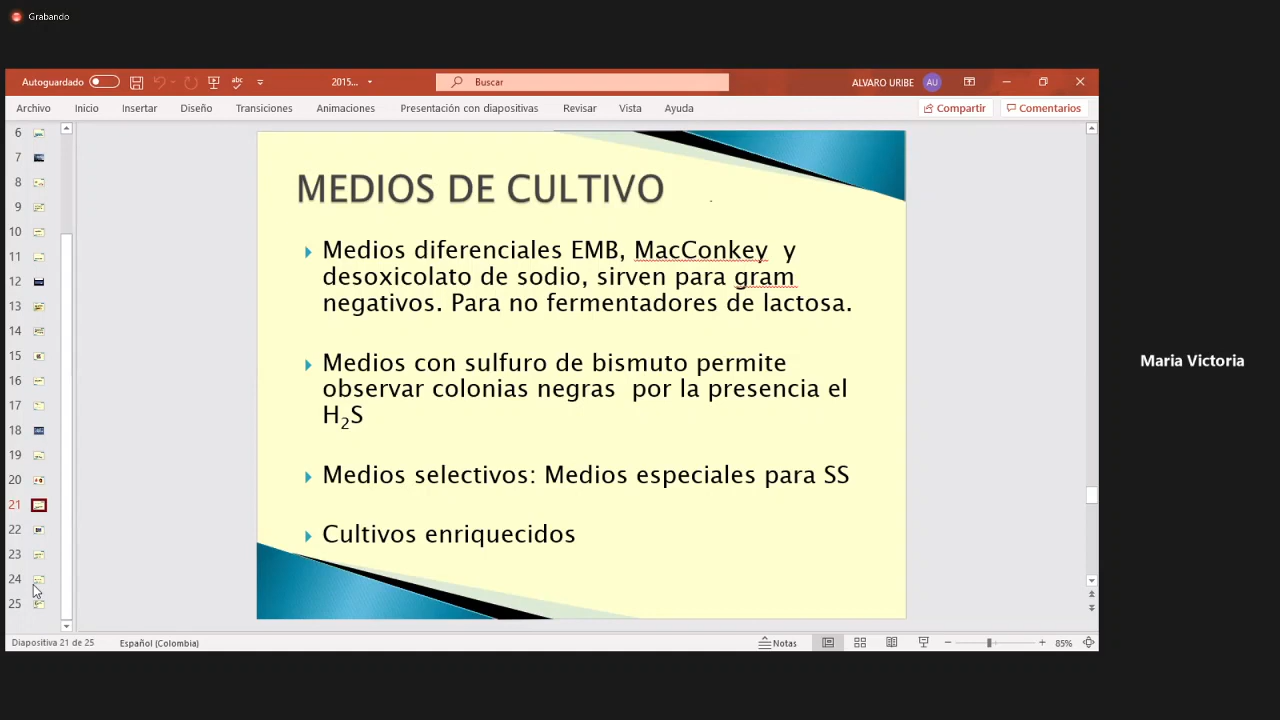 Grabando
Autoguardado
abc
2015...
Buscar
ALVARO URIBE
AU
Archivo
Inicio
Insertar
Diseño
Transiciones
Animaciones
Presentación con diapositivas
Revisar
Vista
Ayuda
Compartir
Comentarios
6
7
8
9
10
11
12
13
14
15
16
17
18
19
20
21
22
23
24
25
MEDIOS DE CULTIVO
Medios diferenciales EMB, MacConkey y
desoxicolato de sodio, sirven para gram
negativos. Para no fermentadores de lactosa.
Medios con sulfuro de bismuto permite
observar colonias negras por la presencia el
H₂S
Medios selectivos: Medios especiales para SS
Cultivos enriquecidos
Maria Victoria
Diapositiva 21 de 25
Español (Colombia)
Notas
85%